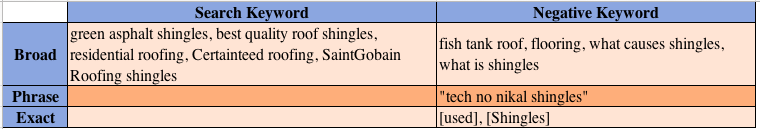 Search Keyword Negative Keyword
Broad
green asphalt shingles, best quality roof shingles,
residential roofing, Certainteed roofing, SaintGobain
Roofing shingles
fish tank roof, flooring, what causes shingles,
what is shingles
Phrase "tech no nikal shingles"
Exact [used], [Shingles]